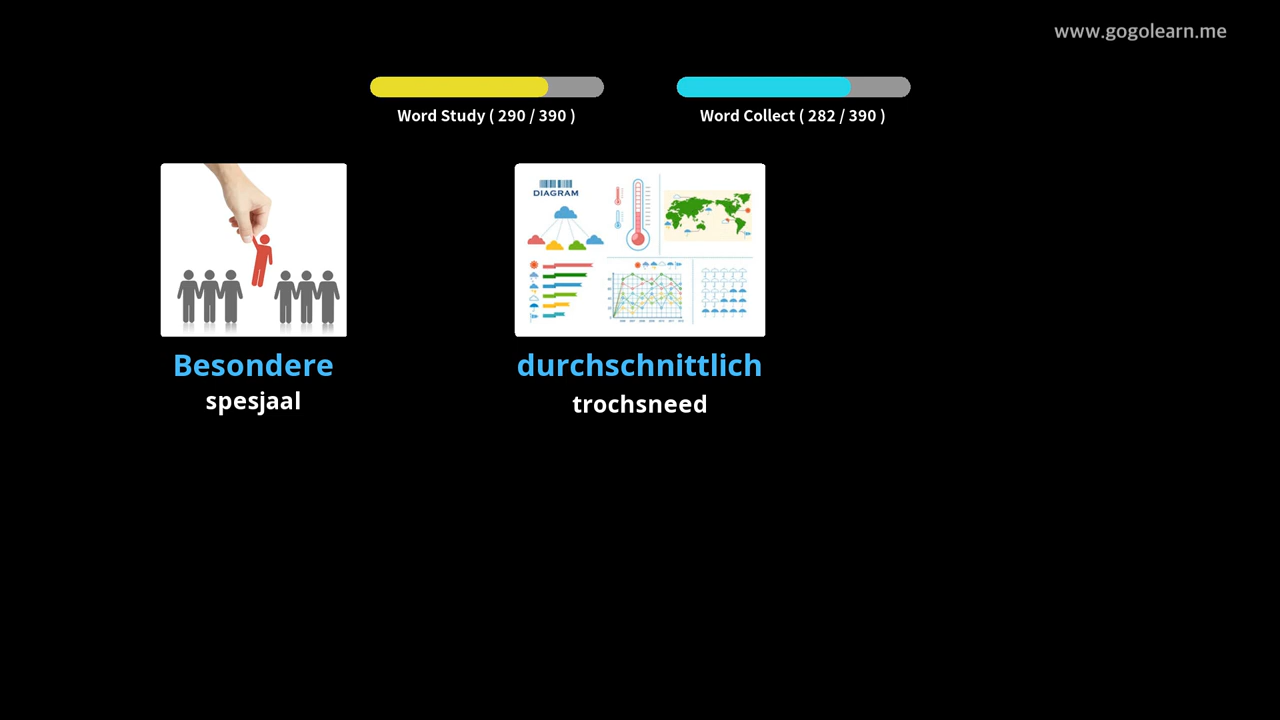 www.gogolearn.me
Word Study ( 290 / 390 )
Word Collect ( 282 / 390 )
DIAGRAM
Besondere
spesjaal
durchschnittlich
trochsneed